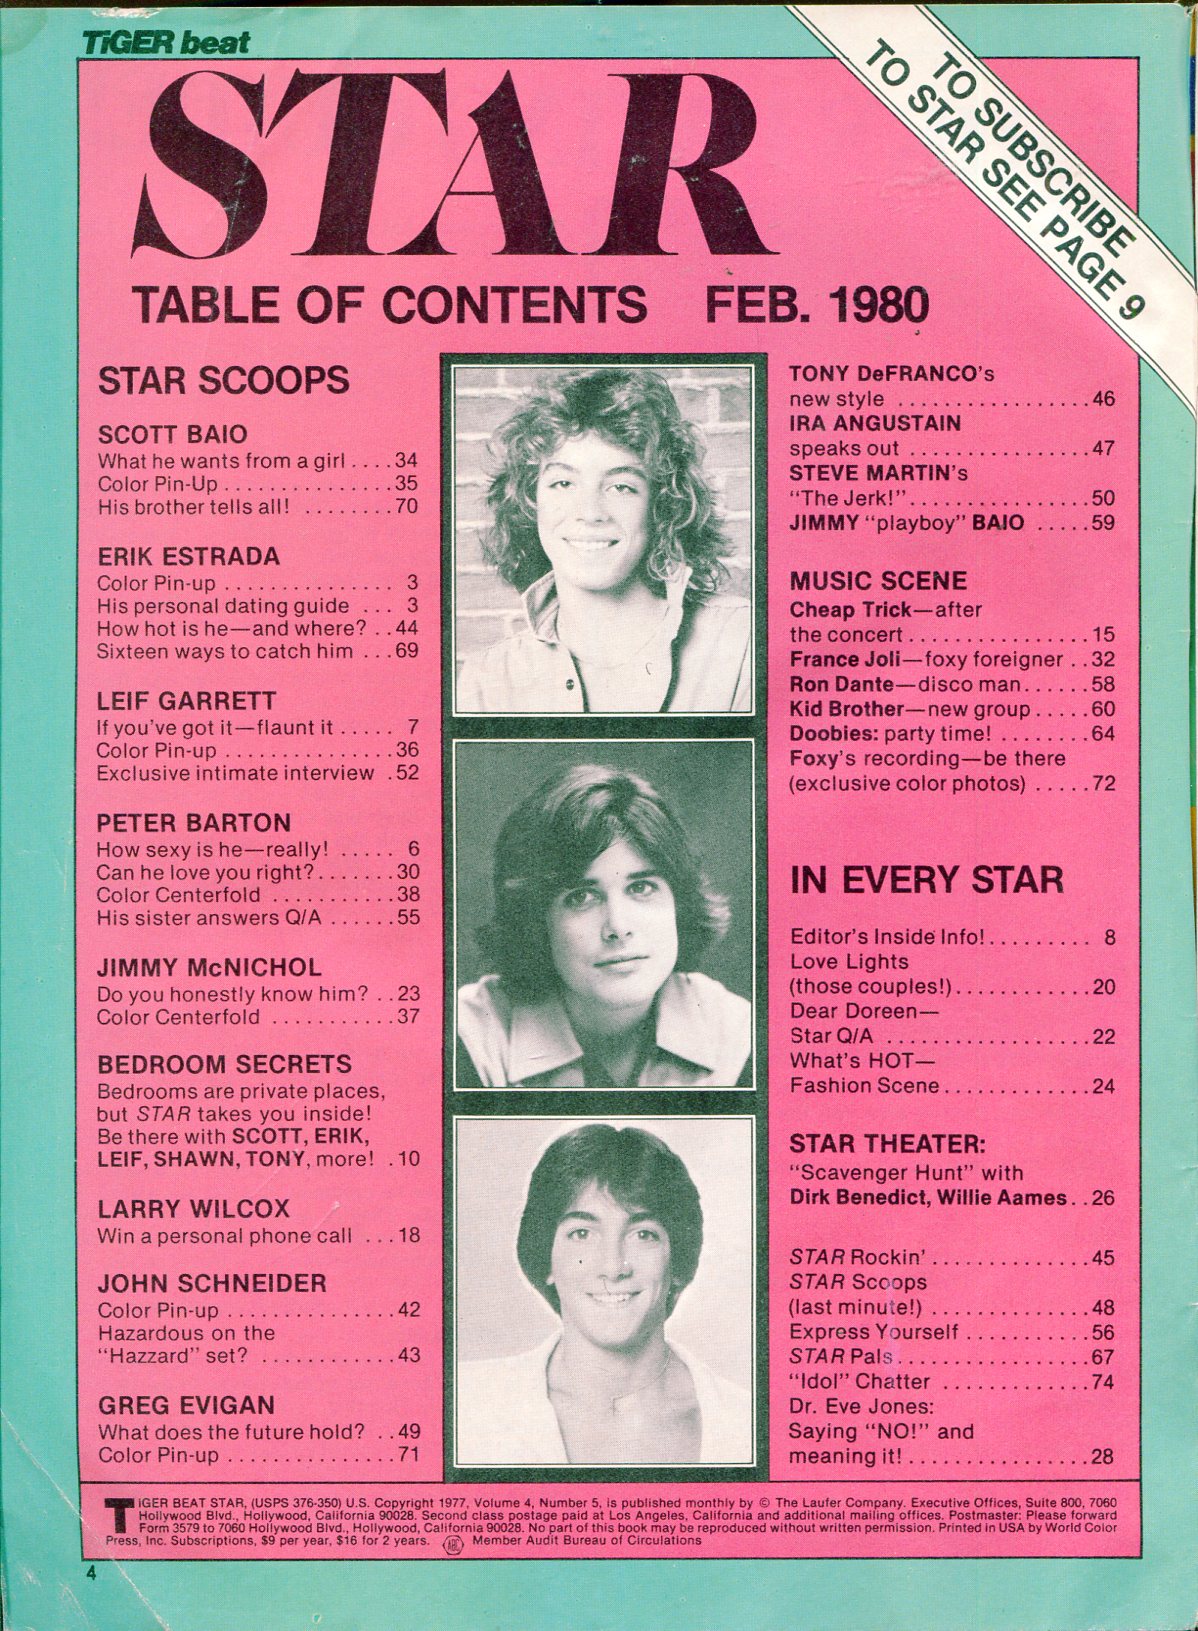 TiGER beat
STAR
TO SUBSCRIBE
TO STAR SEE PAGE 9
TABLE OF CONTENTS FEB. 1980
STAR SCOOPS
SCOTT BAIO
What he wants from a girl . . . . 34
Color Pin-Up . . . . . . . . . . . . . . . 35
His brother tells all! . . . . . . . . 70
ERIK ESTRADA
Color Pin-up . . . . . . . . . . . . . . . 3
His personal dating guide . . . 3
How hot is he—and where? . . 44
Sixteen ways to catch him . . . 69
LEIF GARRETT
If you've got it—flaunt it . . . . . 7
Color Pin-up . . . . . . . . . . . . . . . 36
Exclusive intimate interview . 52
PETER BARTON
How sexy is he—really! . . . . . 6
Can he love you right? . . . . . . . 30
Color Centerfold . . . . . . . . . . . 38
His sister answers Q/A . . . . . . 55
JIMMY McNICHOL
Do you honestly know him? . . 23
Color Centerfold . . . . . . . . . . . 37
BEDROOM SECRETS
Bedrooms are private places,
but STAR takes you inside!
Be there with SCOTT, ERIK,
LEIF, SHAWN, TONY, more! . 10
LARRY WILCOX
Win a personal phone call . . . 18
JOHN SCHNEIDER
Color Pin-up . . . . . . . . . . . . . . . 42
Hazardous on the
"Hazzard" set? . . . . . . . . . . . . 43
GREG EVIGAN
What does the future hold? . . 49
Color Pin-up . . . . . . . . . . . . . . . 71
TONY DeFRANCO's
new style . . . . . . . . . . . . . . . . . 46
IRA ANGUSTAIN
speaks out . . . . . . . . . . . . . . . . 47
STEVE MARTIN's
"The Jerk!" . . . . . . . . . . . . . . . . 50
JIMMY "playboy" BAIO . . . . . 59
MUSIC SCENE
Cheap Trick—after
the concert . . . . . . . . . . . . . . . . 15
France Joli—foxy foreigner . . 32
Ron Dante—disco man . . . . . . 58
Kid Brother—new group . . . . . 60
Doobies: party time! . . . . . . . . 64
Foxy's recording—be there
(exclusive color photos) . . . . . 72
IN EVERY STAR
Editor's Inside Info! . . . . . . . . . 8
Love Lights
(those couples!) . . . . . . . . . . . . 20
Dear Doreen—
Star Q/A . . . . . . . . . . . . . . . . . . 22
What's HOT—
Fashion Scene . . . . . . . . . . . . . 24
STAR THEATER:
"Scavenger Hunt" with
Dirk Benedict, Willie Aames . . 26
STAR Rockin' . . . . . . . . . . . . . . 45
STAR Scoops
(last minute!) . . . . . . . . . . . . . . 48
Express Yourself . . . . . . . . . . . 56
STAR Pals . . . . . . . . . . . . . . . . . 67
"Idol" Chatter . . . . . . . . . . . . . 74
Dr. Eve Jones:
Saying "NO!" and
meaning it! . . . . . . . . . . . . . . . . 28
TIGER BEAT STAR, (USPS 376-350) U.S. Copyright 1977, Volume 4, Number 5, is published monthly by © The Laufer Company. Executive Offices, Suite 800, 7060
Hollywood Blvd., Hollywood, California 90028. Second class postage paid at Los Angeles, California and additional mailing offices. Postmaster: Please forward
Form 3579 to 7060 Hollywood Blvd., Hollywood, California 90028. No part of this book may be reproduced without written permission. Printed in USA by World Color
Press, Inc. Subscriptions, $9 per year, $16 for 2 years. ABC Member Audit Bureau of Circulations
4